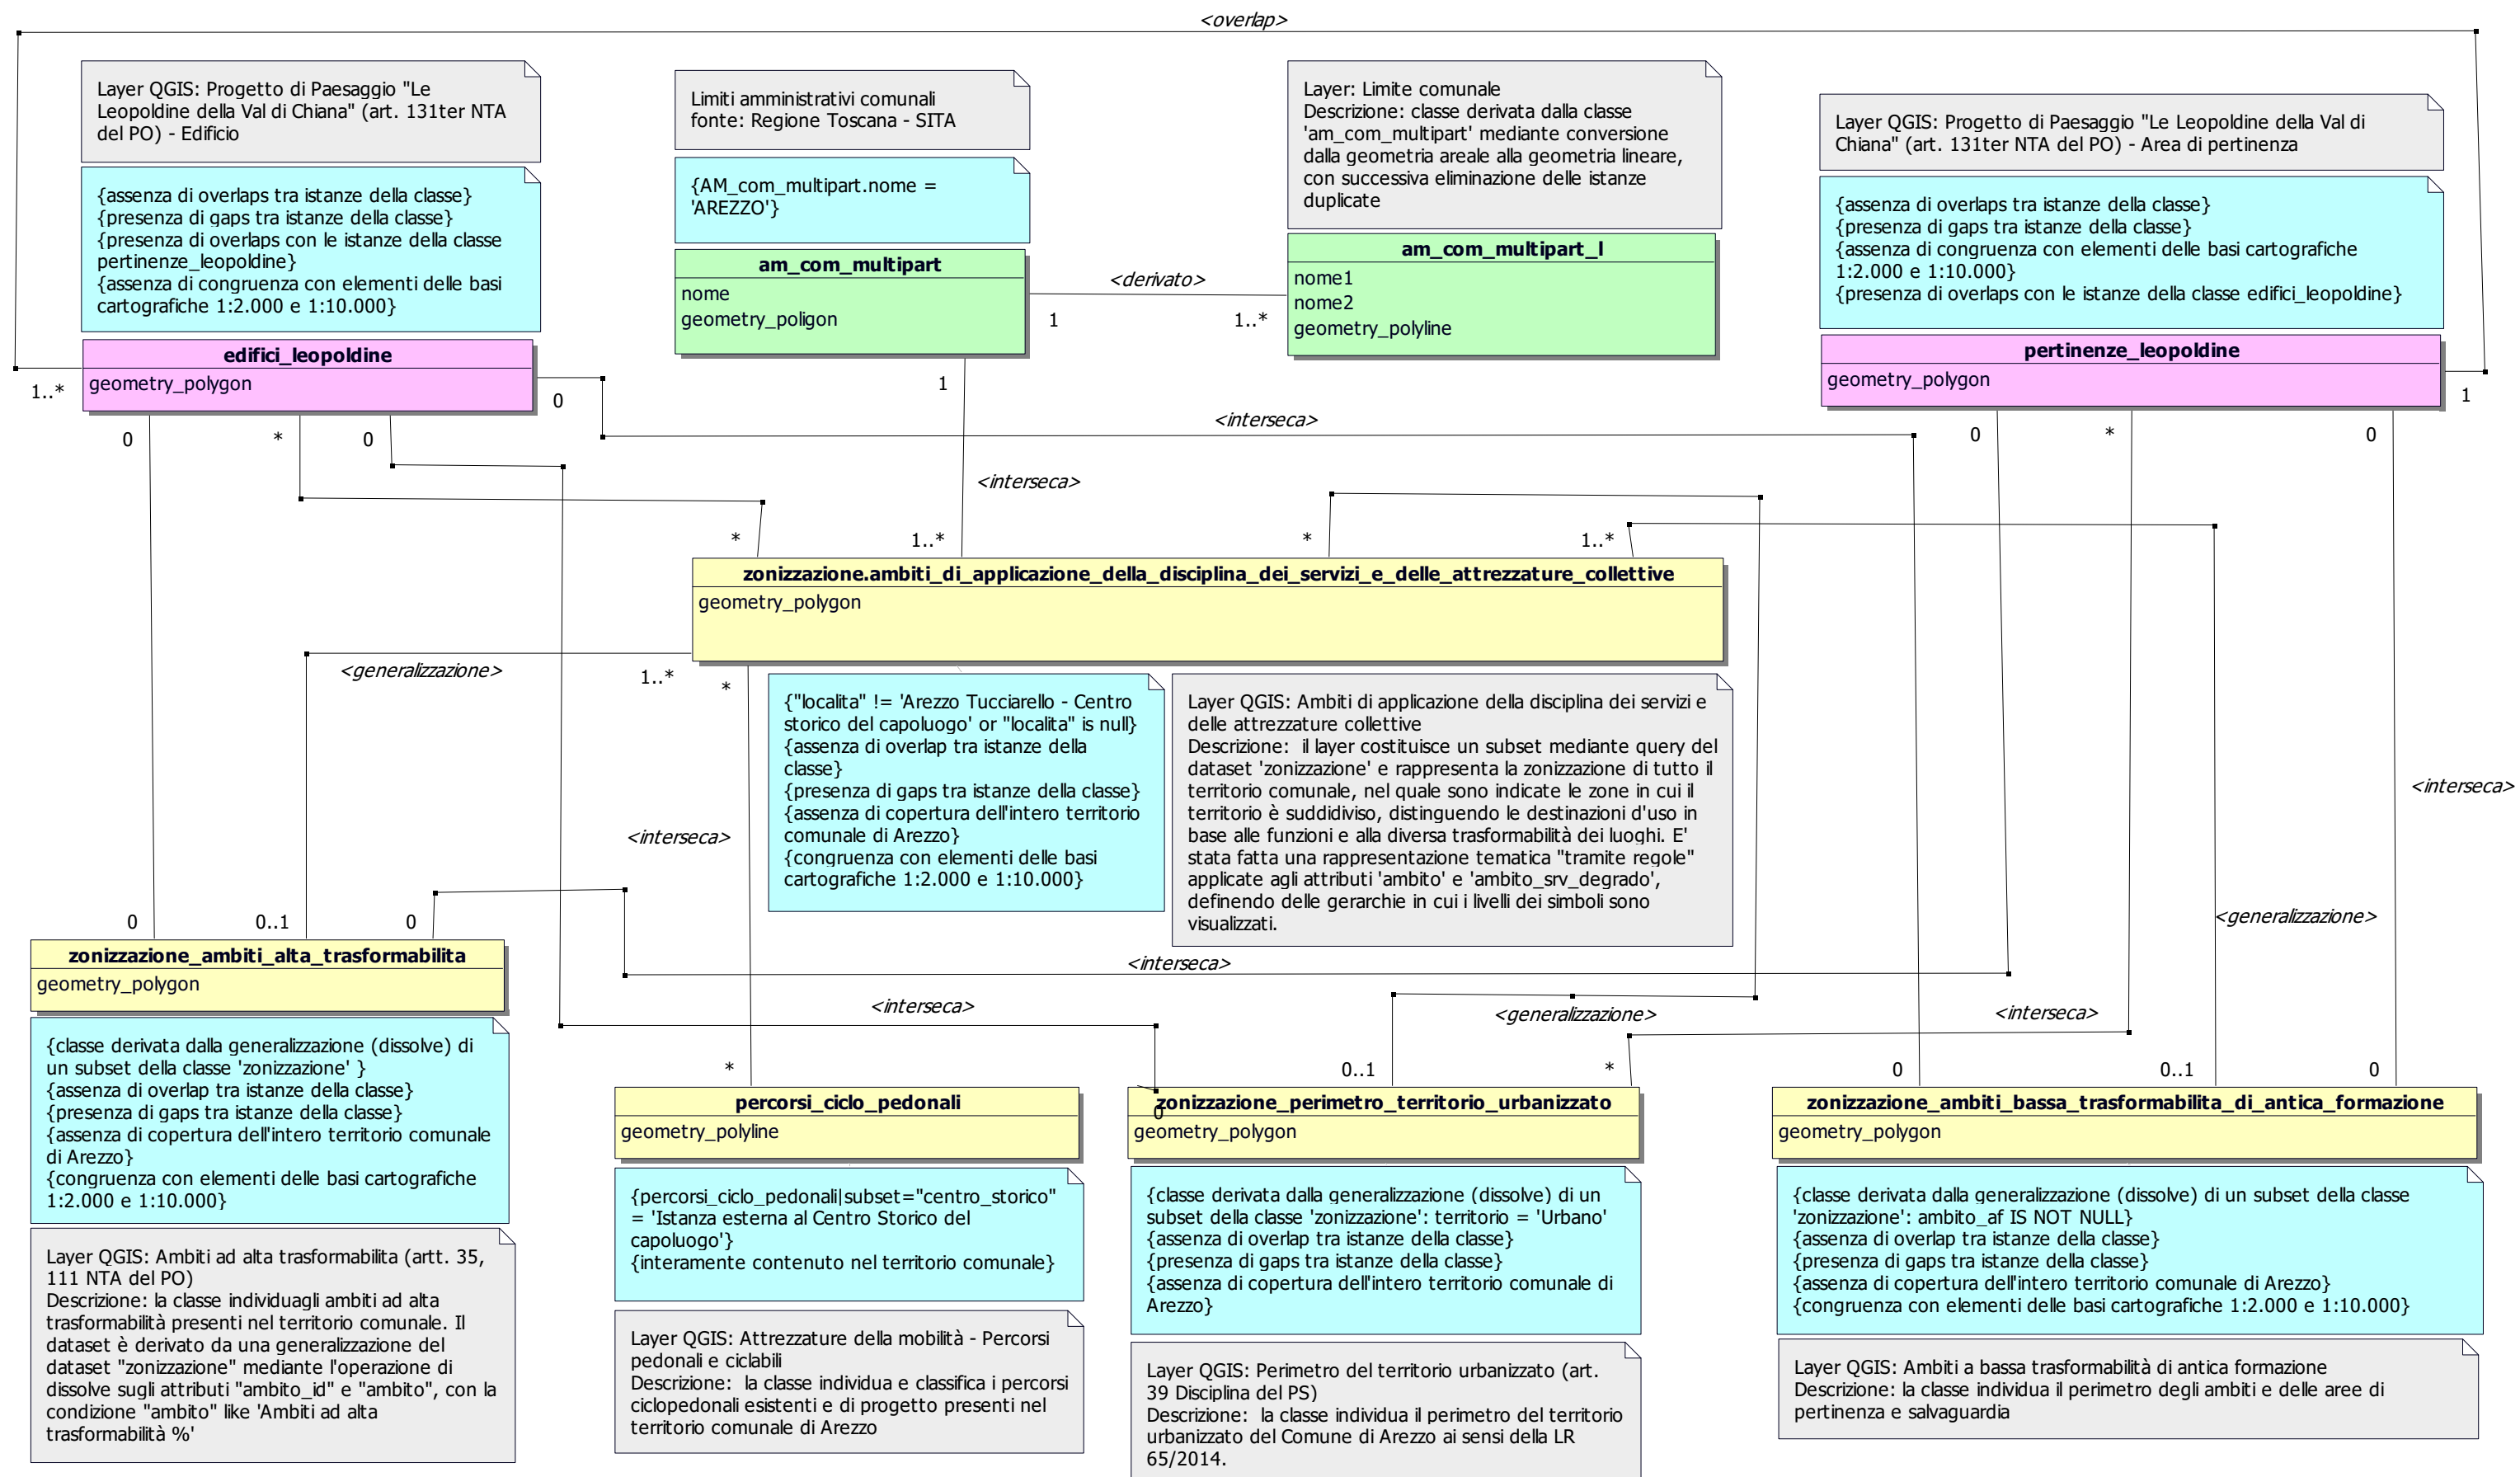 <overlap>
Layer QGIS: Progetto di Paesaggio "Le
Leopoldine della Val di Chiana" (art. 131ter NTA
del PO) - Edificio
{assenza di overlaps tra istanze della classe}
{presenza di gaps tra istanze della classe}
{presenza di overlaps con le istanze della classe
pertinenze_leopoldine}
{assenza di congruenza con elementi delle basi
cartografiche 1:2.000 e 1:10.000}
edifici_leopoldine
geometry_polygon
1..*
0
0
*
0
Limiti amministrativi comunali
fonte: Regione Toscana - SITA
{AM_com_multipart.nome =
'AREZZO'}
am_com_multipart
nome
geometry_poligon
1
<derivato>
1
1..*
Layer: Limite comunale
Descrizione: classe derivata dalla classe
'am_com_multipart' mediante conversione
dalla geometria areale alla geometria lineare,
con successiva eliminazione delle istanze
duplicate
am_com_multipart_l
nome1
nome2
geometry_polyline
Layer QGIS: Progetto di Paesaggio "Le Leopoldine della Val di
Chiana" (art. 131ter NTA del PO) - Area di pertinenza
{assenza di overlaps tra istanze della classe}
{presenza di gaps tra istanze della classe}
{assenza di congruenza con elementi delle basi cartografiche
1:2.000 e 1:10.000}
{presenza di overlaps con le istanze della classe edifici_leopoldine}
pertinenze_leopoldine
geometry_polygon
1
0
*
0
<interseca>
<interseca>
*
1..*
*
1..*
zonizzazione.ambiti_di_applicazione_della_disciplina_dei_servizi_e_delle_attrezzature_collettive
geometry_polygon
<generalizzazione>
1..*
*
{"localita" != 'Arezzo Tucciarello - Centro
storico del capoluogo' or "localita" is null}
{assenza di overlap tra istanze della
classe}
{presenza di gaps tra istanze della classe}
{assenza di copertura dell'intero territorio
comunale di Arezzo}
{congruenza con elementi delle basi
cartografiche 1:2.000 e 1:10.000}
Layer QGIS: Ambiti di applicazione della disciplina dei servizi e
delle attrezzature collettive
Descrizione:  il layer costituisce un subset mediante query del
dataset 'zonizzazione' e rappresenta la zonizzazione di tutto il
territorio comunale, nel quale sono indicate le zone in cui il
territorio è suddidiviso, distinguendo le destinazioni d'uso in
base alle funzioni e alla diversa trasformabilità dei luoghi. E'
stata fatta una rappresentazione tematica "tramite regole"
applicate agli attributi 'ambito' e 'ambito_srv_degrado',
definendo delle gerarchie in cui i livelli dei simboli sono
visualizzati.
<interseca>
<interseca>
<generalizzazione>
<interseca>
<interseca>
<generalizzazione>
<interseca>
0
0..1
0
zonizzazione_ambiti_alta_trasformabilita
geometry_polygon
{classe derivata dalla generalizzazione (dissolve) di
un subset della classe 'zonizzazione' }
{assenza di overlap tra istanze della classe}
{presenza di gaps tra istanze della classe}
{assenza di copertura dell'intero territorio comunale
di Arezzo}
{congruenza con elementi delle basi cartografiche
1:2.000 e 1:10.000}
Layer QGIS: Ambiti ad alta trasformabilita (artt. 35,
111 NTA del PO)
Descrizione: la classe individuagli ambiti ad alta
trasformabilità presenti nel territorio comunale. Il
dataset è derivato da una generalizzazione del
dataset "zonizzazione" mediante l'operazione di
dissolve sugli attributi "ambito_id" e "ambito", con la
condizione "ambito" like 'Ambiti ad alta
trasformabilità %'
*
percorsi_ciclo_pedonali
geometry_polyline
{percorsi_ciclo_pedonali|subset="centro_storico"
= 'Istanza esterna al Centro Storico del
capoluogo'}
{interamente contenuto nel territorio comunale}
Layer QGIS: Attrezzature della mobilità - Percorsi
pedonali e ciclabili
Descrizione:  la classe individua e classifica i percorsi
ciclopedonali esistenti e di progetto presenti nel
territorio comunale di Arezzo
0..1
*
0
zonizzazione_perimetro_territorio_urbanizzato
geometry_polygon
{classe derivata dalla generalizzazione (dissolve) di un
subset della classe 'zonizzazione': territorio = 'Urbano'
{assenza di overlap tra istanze della classe}
{presenza di gaps tra istanze della classe}
{assenza di copertura dell'intero territorio comunale di
Arezzo}
Layer QGIS: Perimetro del territorio urbanizzato (art.
39 Disciplina del PS)
Descrizione:  la classe individua il perimetro del territorio
urbanizzato del Comune di Arezzo ai sensi della LR
65/2014.
0
0..1
0
zonizzazione_ambiti_bassa_trasformabilita_di_antica_formazione
geometry_polygon
{classe derivata dalla generalizzazione (dissolve) di un subset della classe
'zonizzazione': ambito_af IS NOT NULL}
{assenza di overlap tra istanze della classe}
{presenza di gaps tra istanze della classe}
{assenza di copertura dell'intero territorio comunale di Arezzo}
{congruenza con elementi delle basi cartografiche 1:2.000 e 1:10.000}
Layer QGIS: Ambiti a bassa trasformabilità di antica formazione
Descrizione: la classe individua il perimetro degli ambiti e delle aree di
pertinenza e salvaguardia